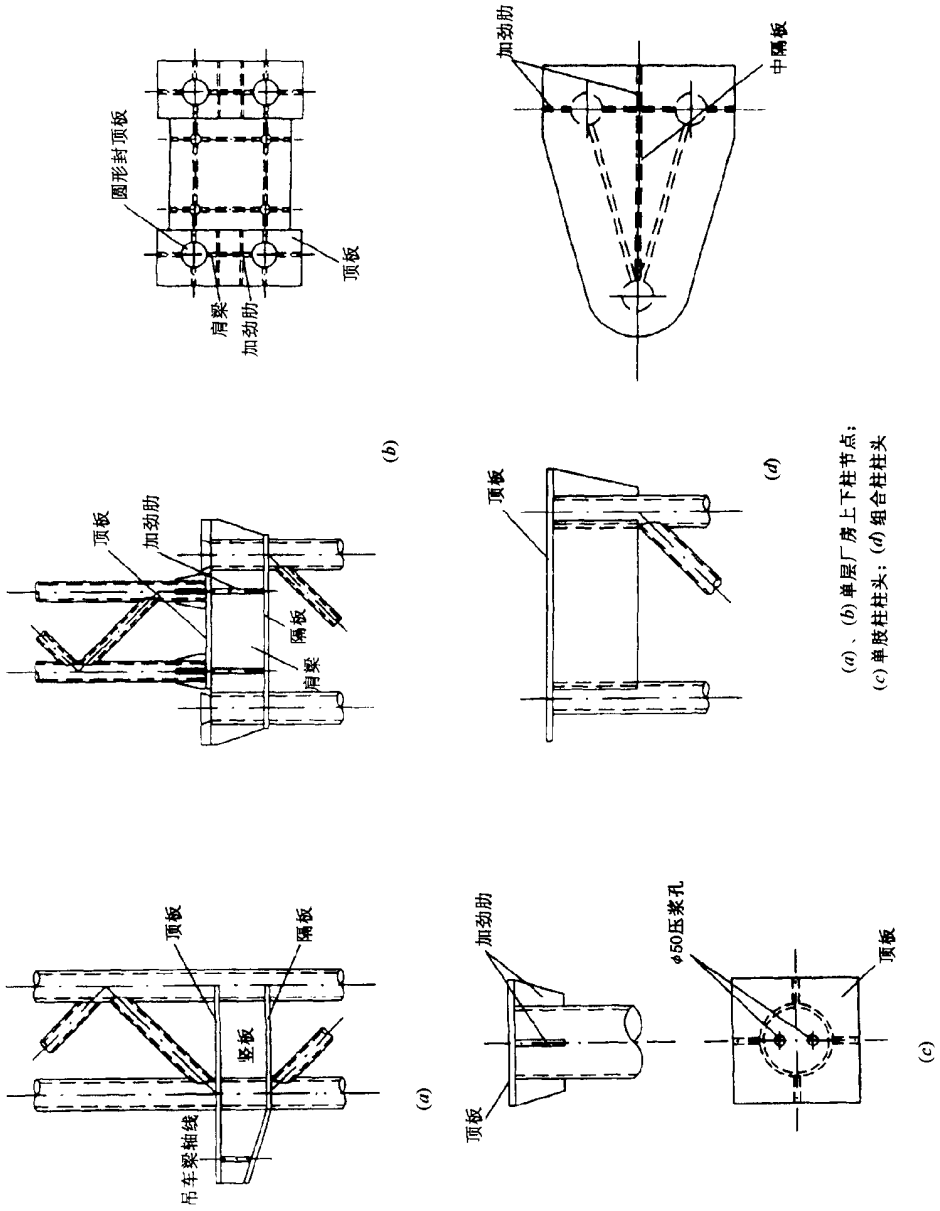 吊车梁轴线
顶板
竖板
隔板
(a)
顶板
加劲肋
肩梁
隔板
圆形封顶板
肩梁
加劲肋
顶板
(b)
顶板
加劲肋
φ50压浆孔
顶板
(c)
顶板
加劲肋
中隔板
(d)
(a)、(b)单层厂房上下柱节点；
(c)单肢柱柱头；(d)组合柱柱头